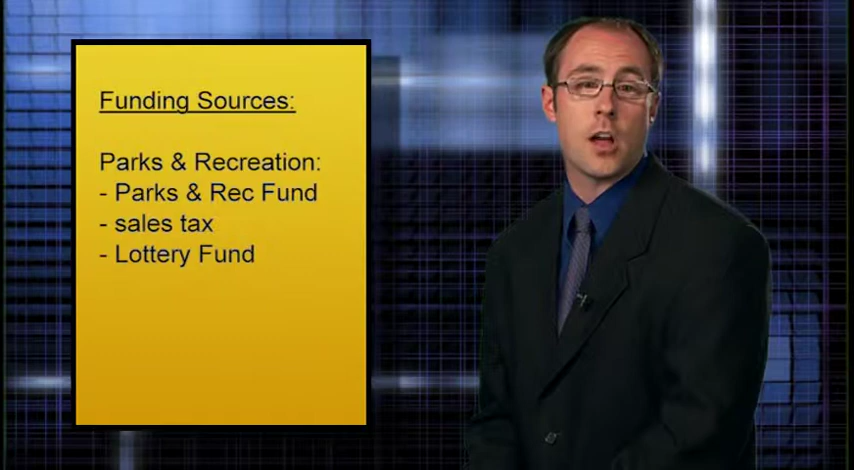 Funding Sources:
Parks & Recreation:
- Parks & Rec Fund
- sales tax
- Lottery Fund